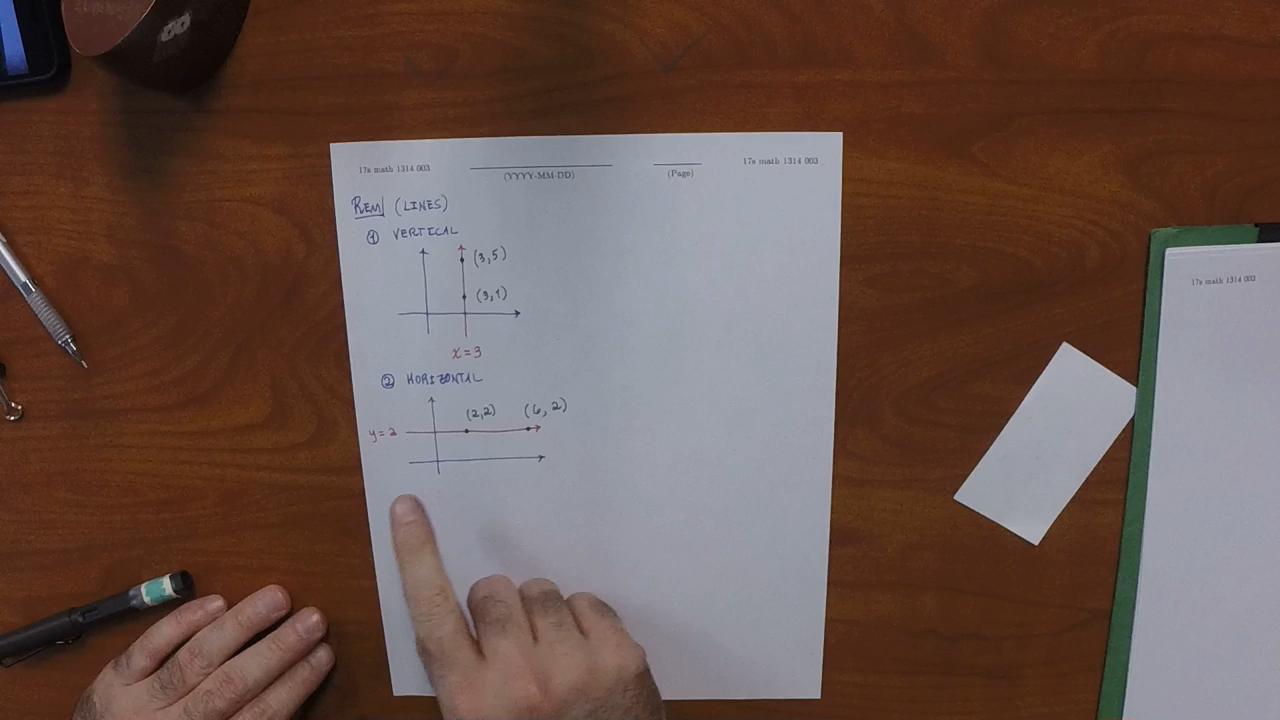 17s math 1314 003
(YYYY-MM-DD)
(Page)
17s math 1314 003
REM (LINES)
① VERTICAL
(3,5)
(3,1)
x=3
② HORIZONTAL
(2,2) (6,2)
y=2
17s math 1314 003